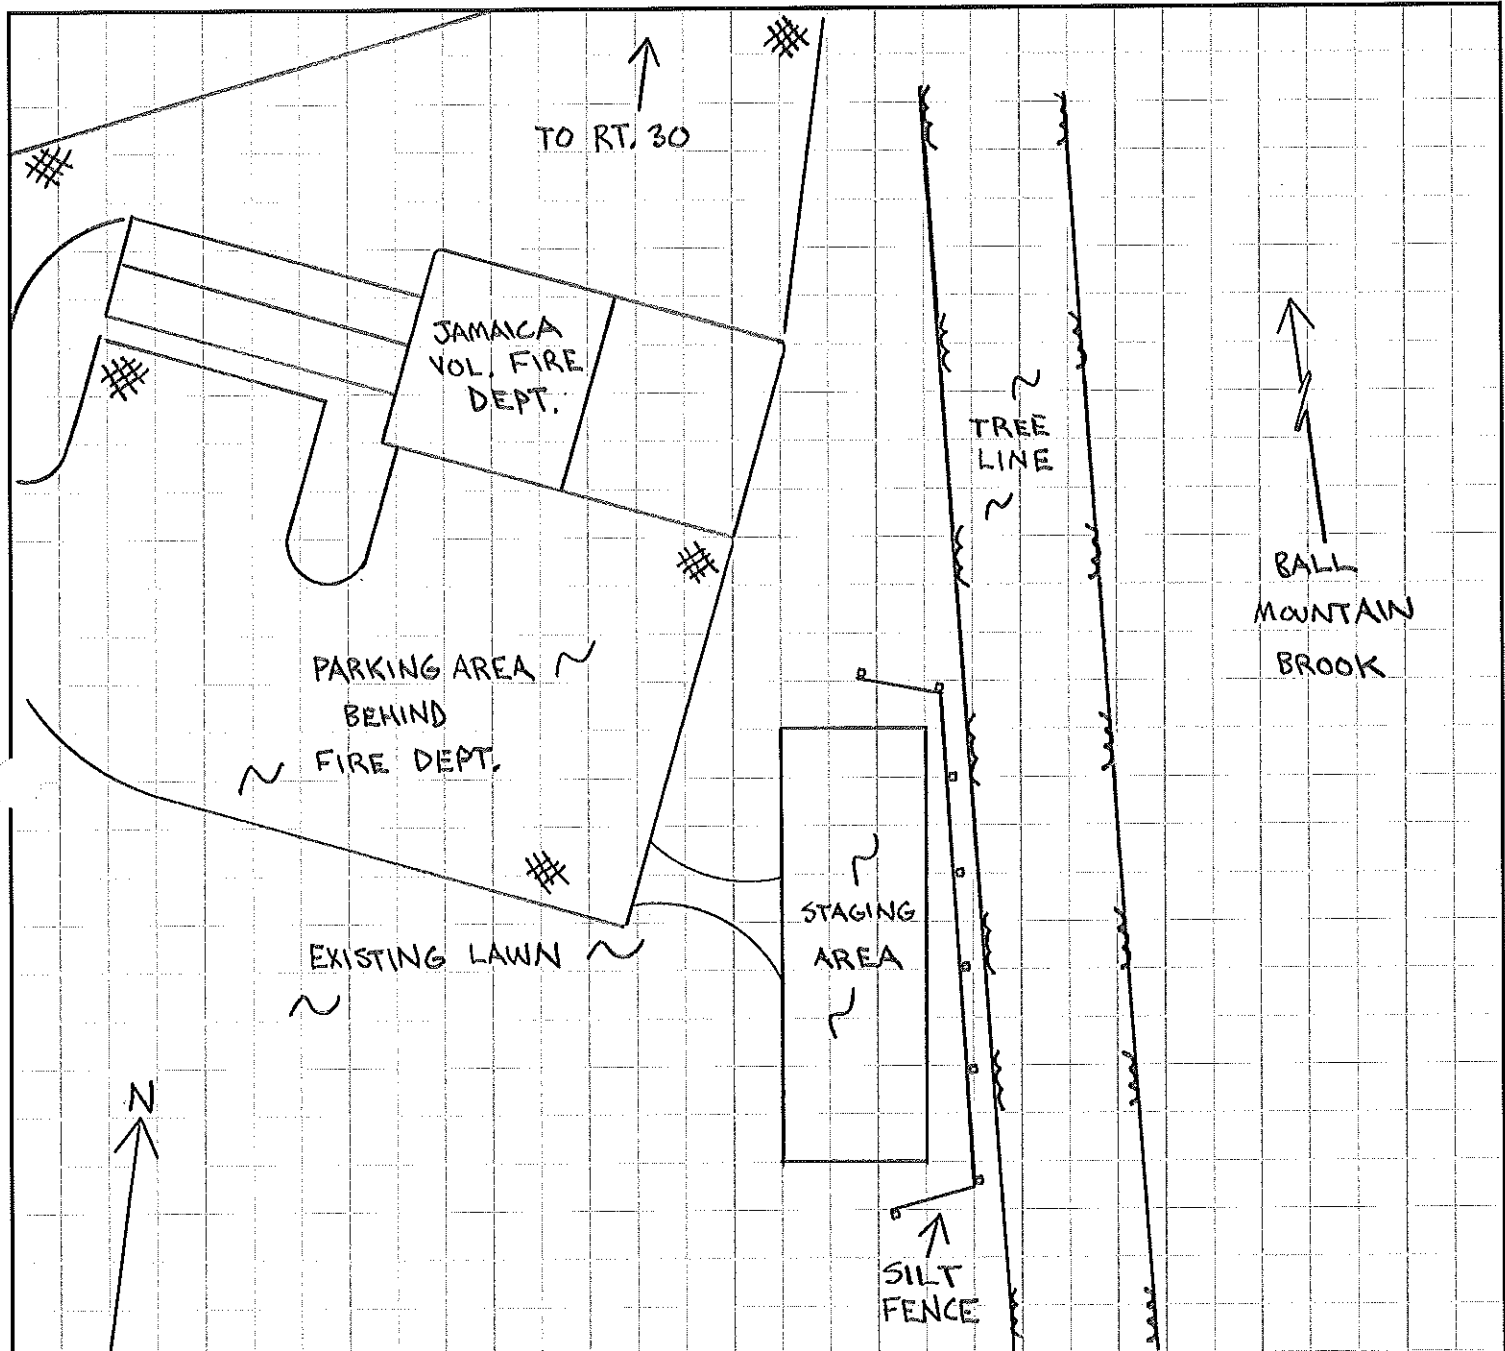 TO RT. 30
JAMAICA
VOL. FIRE
DEPT.
TREE
LINE
BALL
MOUNTAIN
BROOK
PARKING AREA
BEHIND
FIRE DEPT.
STAGING
AREA
EXISTING LAWN
N
SILT
FENCE